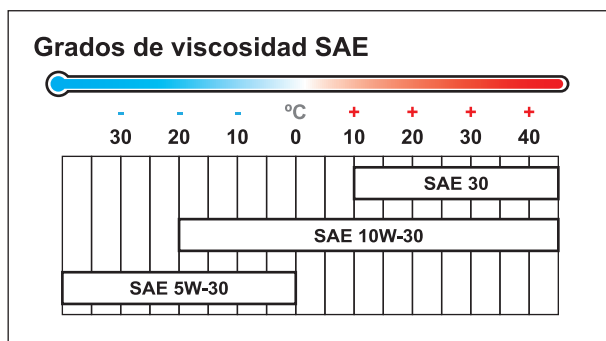 Grados de viscosidad SAE
- - - ºC + + + +
30 20 10 0 10 20 30 40
SAE 30
SAE 10W-30
SAE 5W-30